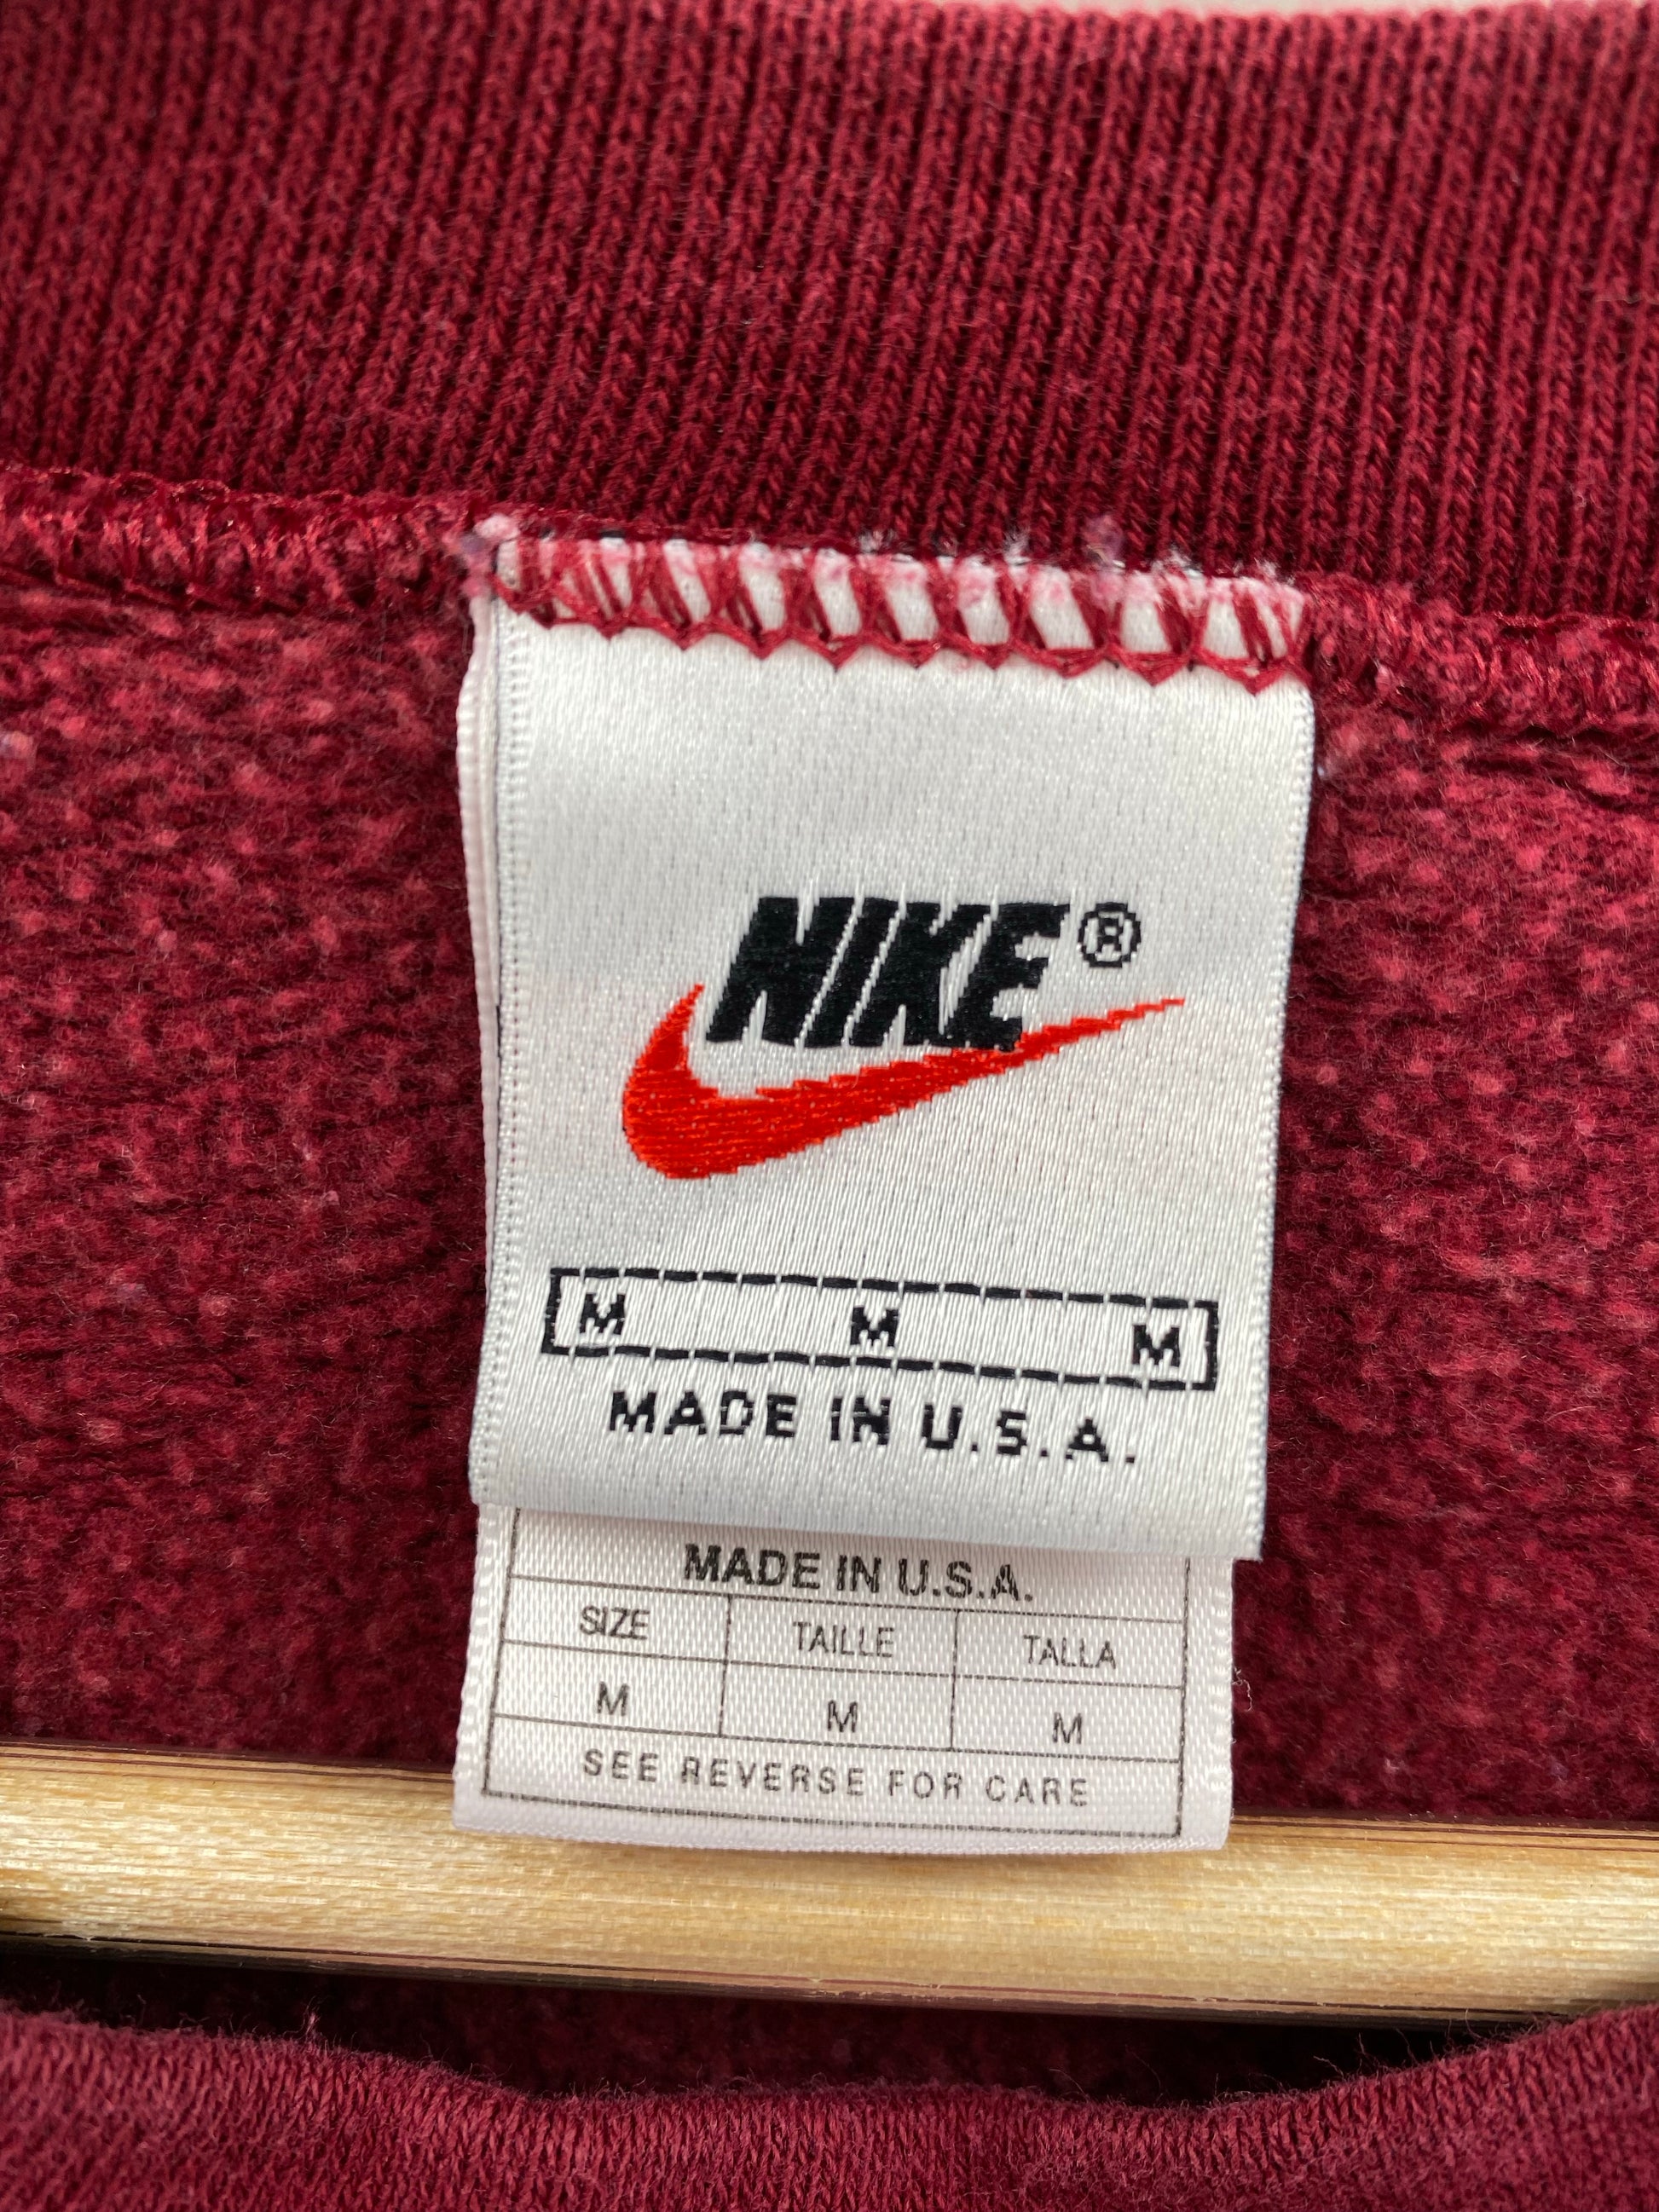 NIKE®
M M M
MADE IN U.S.A.
MADE IN U.S.A.
SIZE TAILLE TALLA
M M M
SEE REVERSE FOR CARE